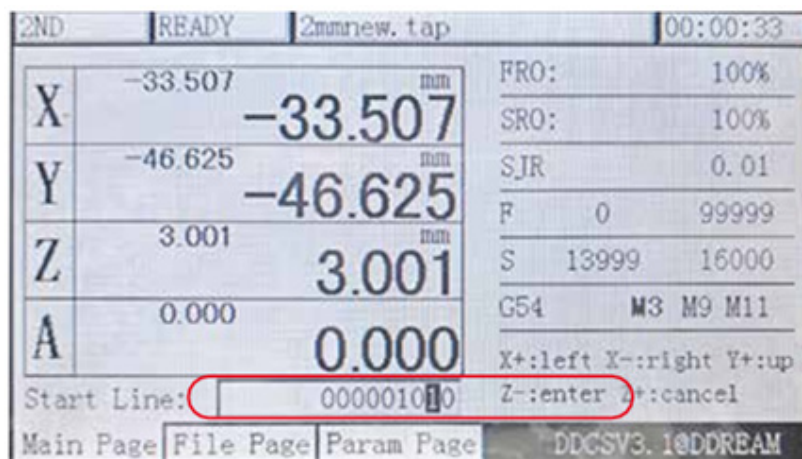 2ND READY 2mmnew.tap 00:00:33
X -33.507 mm -33.507
Y -46.625 mm -46.625
Z 3.001 mm 3.001
A 0.000 0.000
FRO: 100%
SRO: 100%
SJR 0.01
F 0 99999
S 13999 16000
G54 M3 M9 M11
X+:left X-:right Y+:up
Z-:enter Z+:cancel
Start Line: 000001010
Main Page File Page Param Page DDCSV3.1@DDREAM